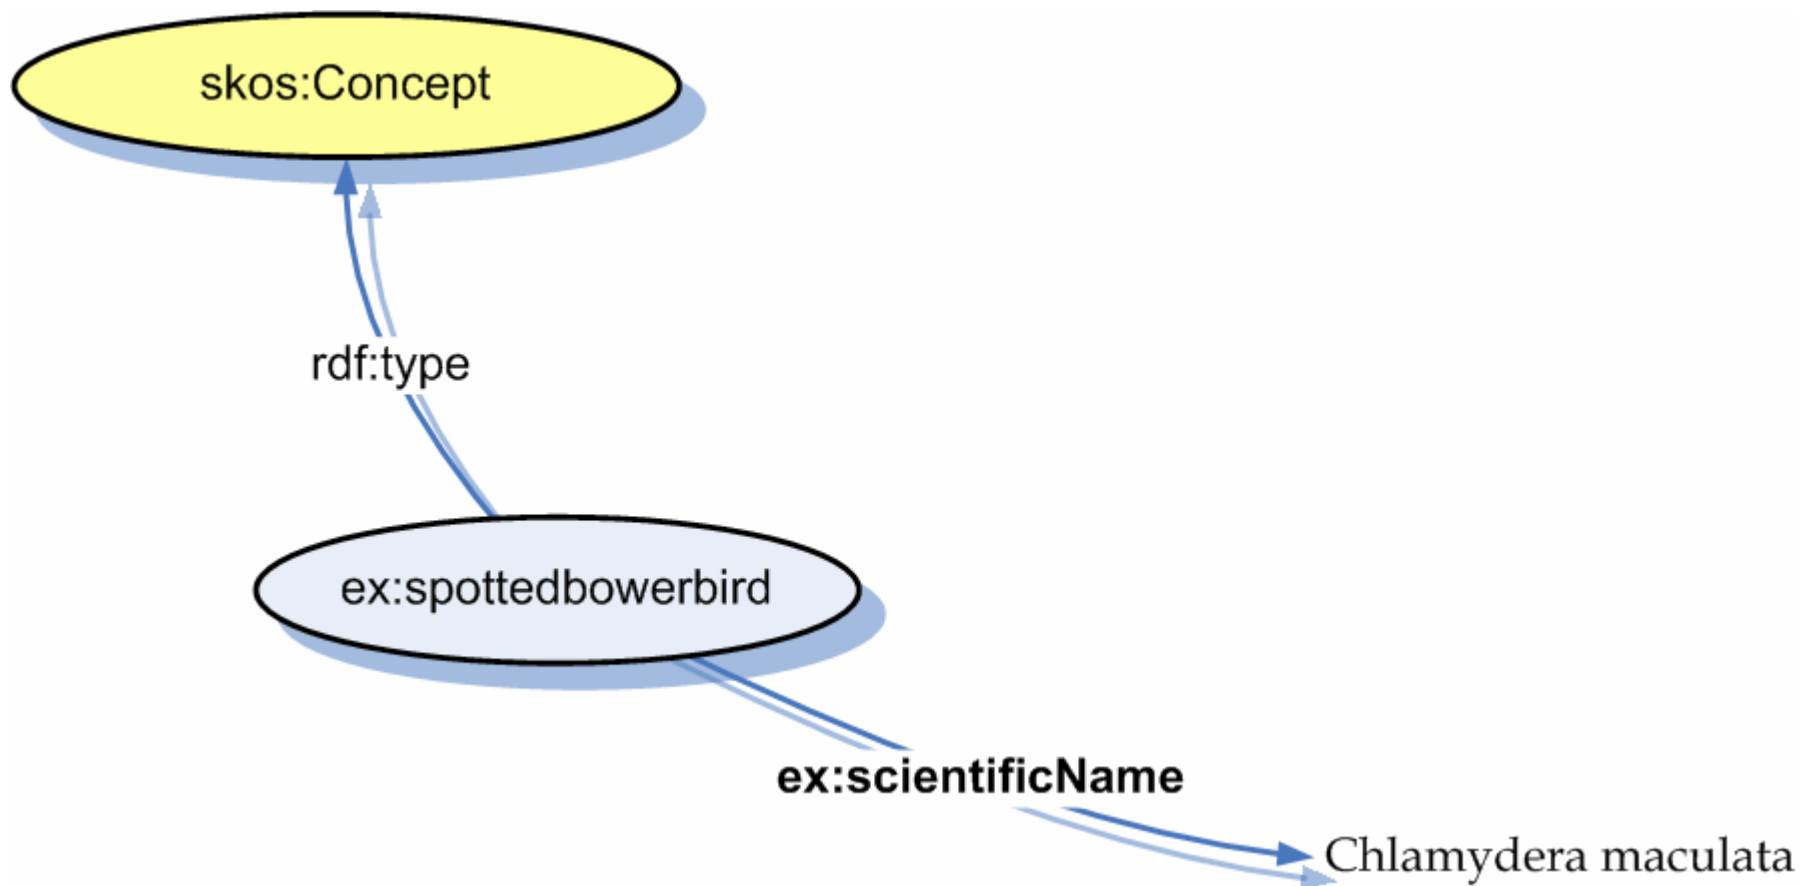 skos:Concept
rdf:type
ex:spottedbowerbird
ex:scientificName
Chlamydera maculata